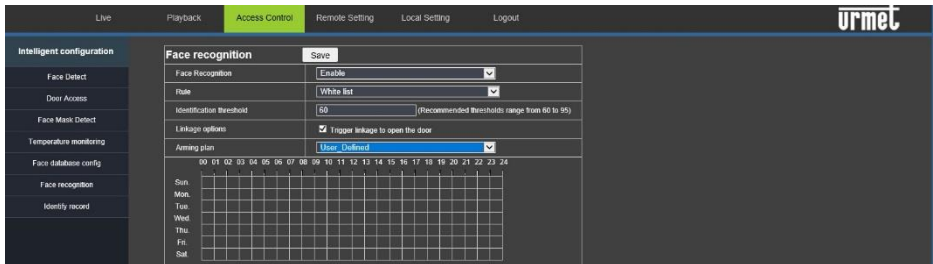 Live Playback Access Control Remote Setting Local Setting Logout urmet
Intelligent configuration
Face Detect
Door Access
Face Mask Detect
Temperature monitoring
Face database config
Face recognition
Identify record
Face recognition Save
Face Recognition Enable
Rule White list
Identification threshold 60 (Recommended thresholds range from 60 to 95)
Linkage options Trigger linkage to open the door
Arming plan User_Defined
00 01 02 03 04 05 06 07 08 09 10 11 12 13 14 15 16 17 18 19 20 21 22 23 24
Sun.
Mon.
Tue.
Wed.
Thu.
Fri.
Sat.